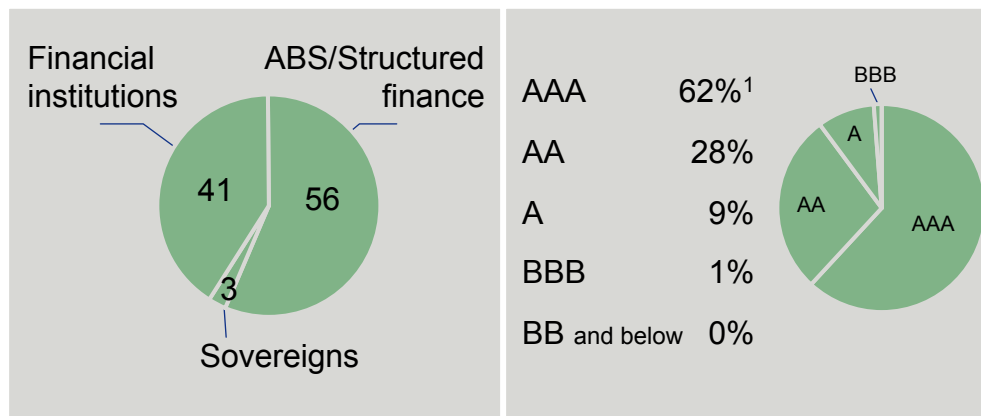 Financial
institutions
ABS/Structured
finance
41
56
3
Sovereigns
AAA 62%¹
AA 28%
A 9%
BBB 1%
BB and below 0%
BBB
A
AA
AAA